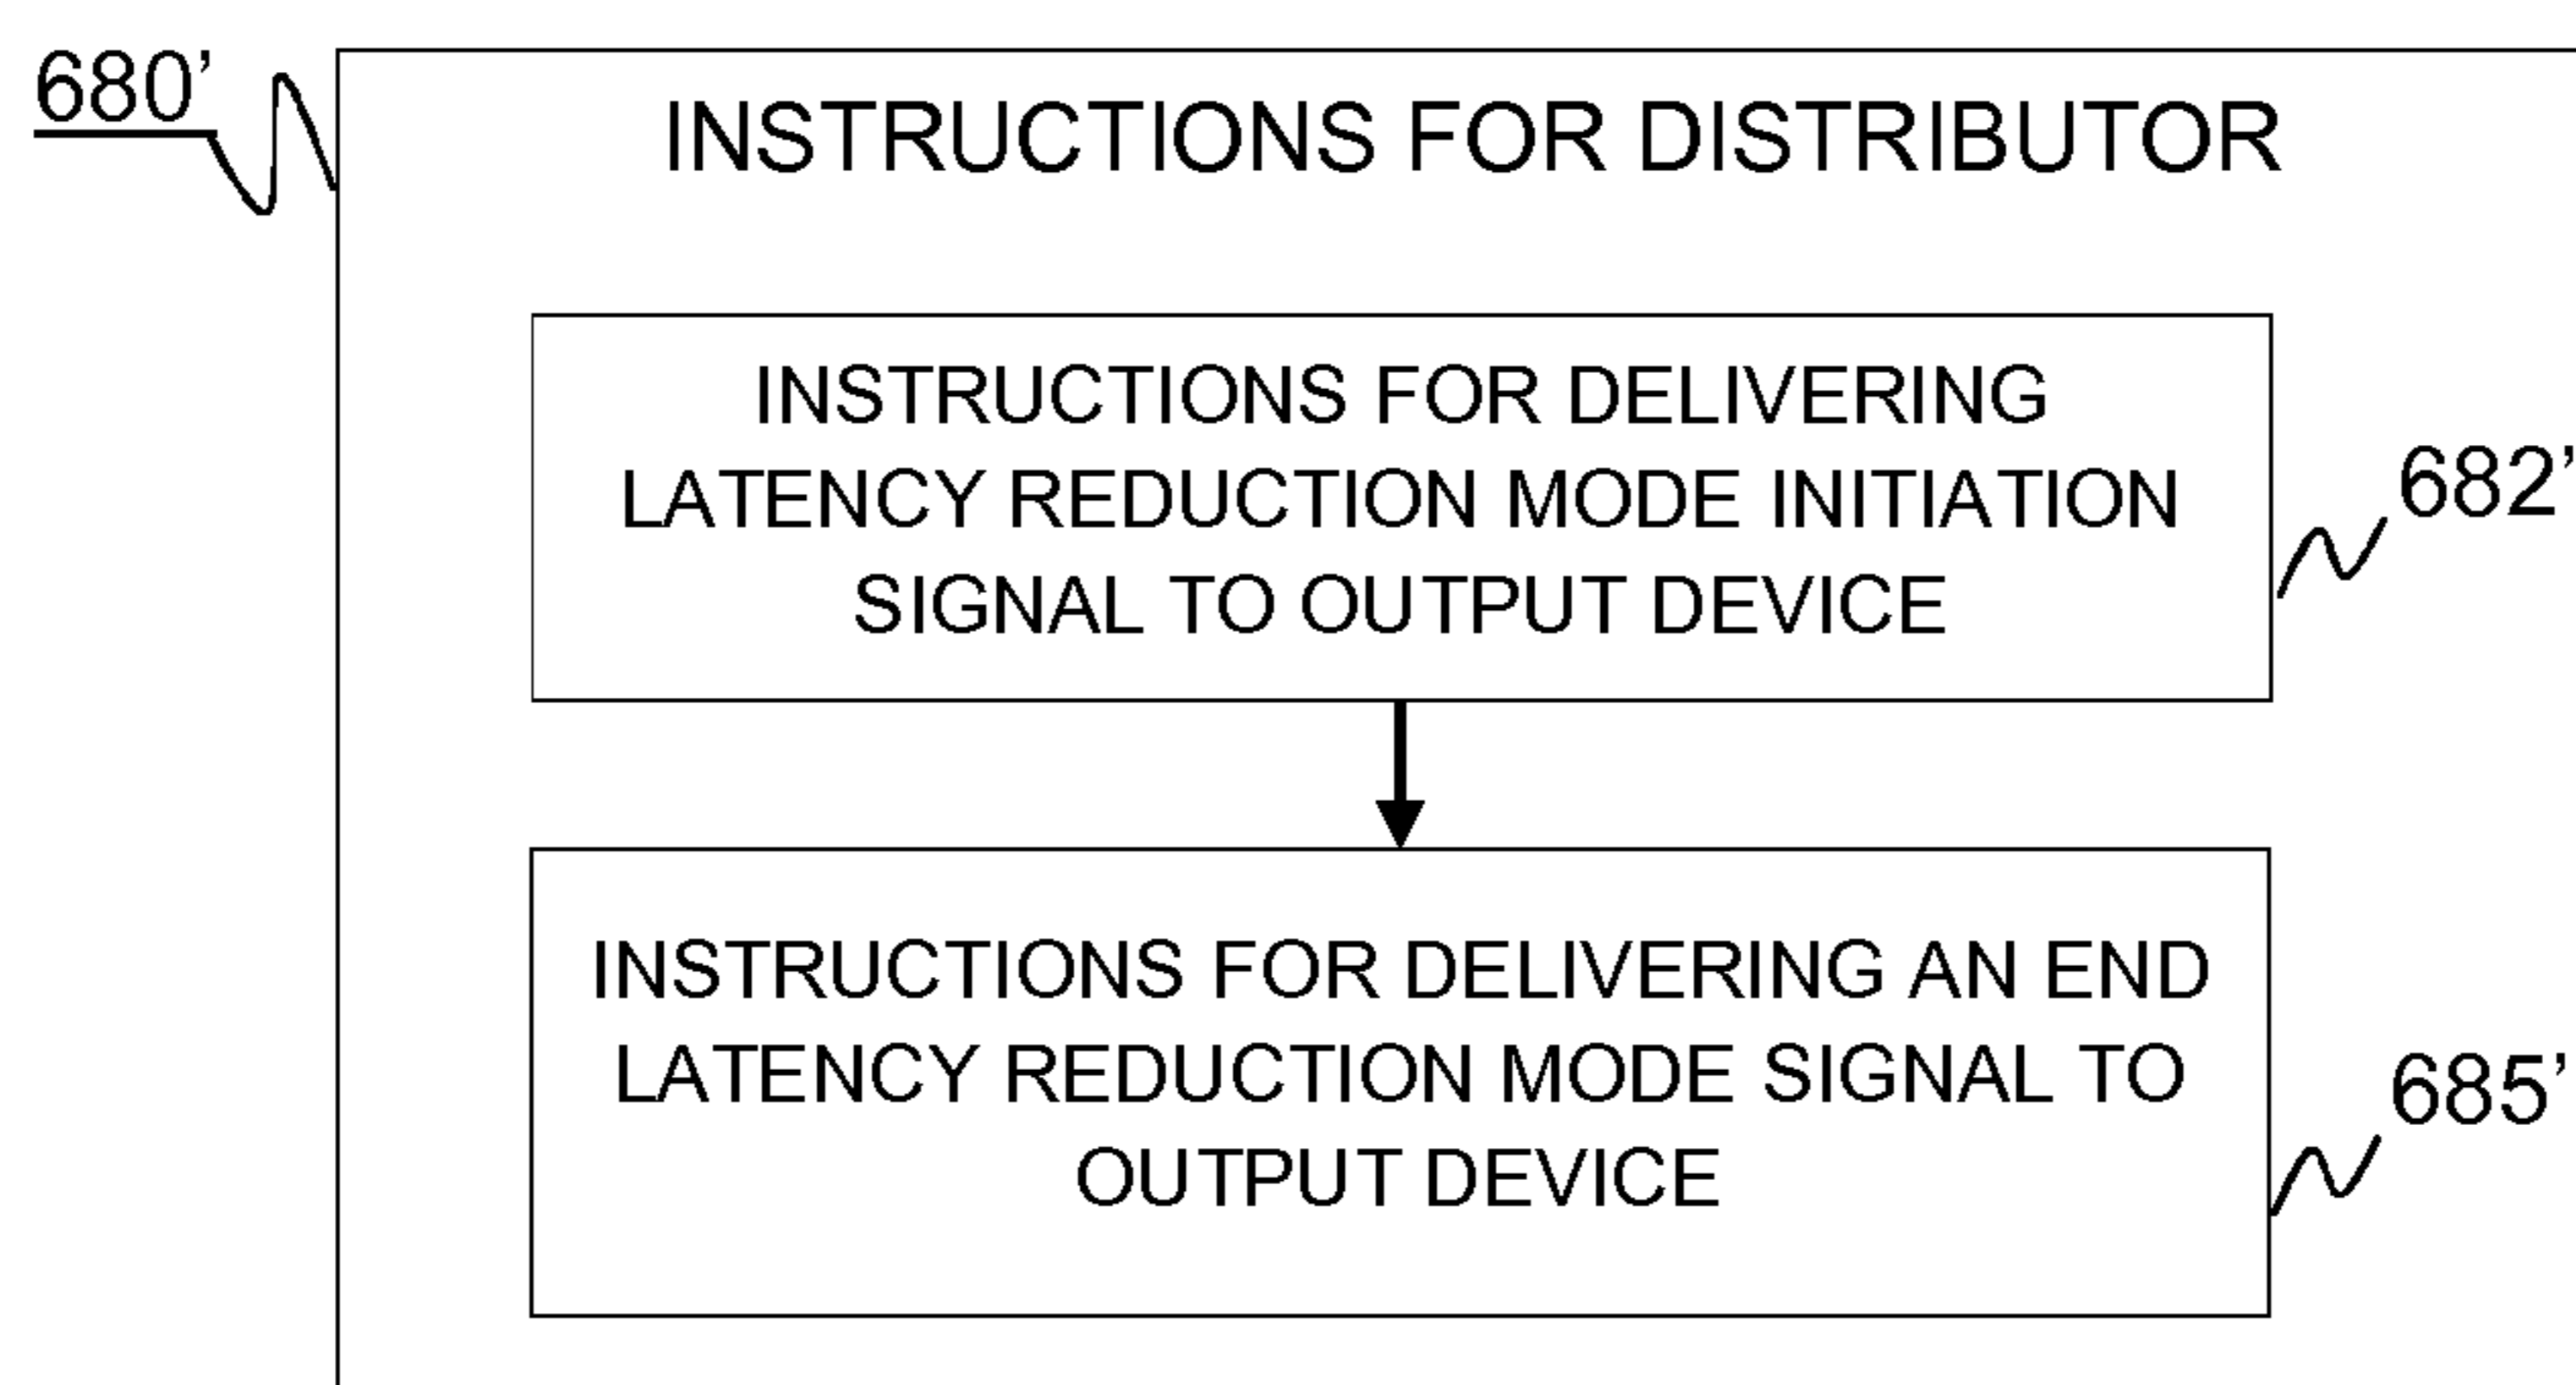 680’
INSTRUCTIONS FOR DISTRIBUTOR
INSTRUCTIONS FOR DELIVERING
LATENCY REDUCTION MODE INITIATION
SIGNAL TO OUTPUT DEVICE
682’
INSTRUCTIONS FOR DELIVERING AN END
LATENCY REDUCTION MODE SIGNAL TO
OUTPUT DEVICE
685’